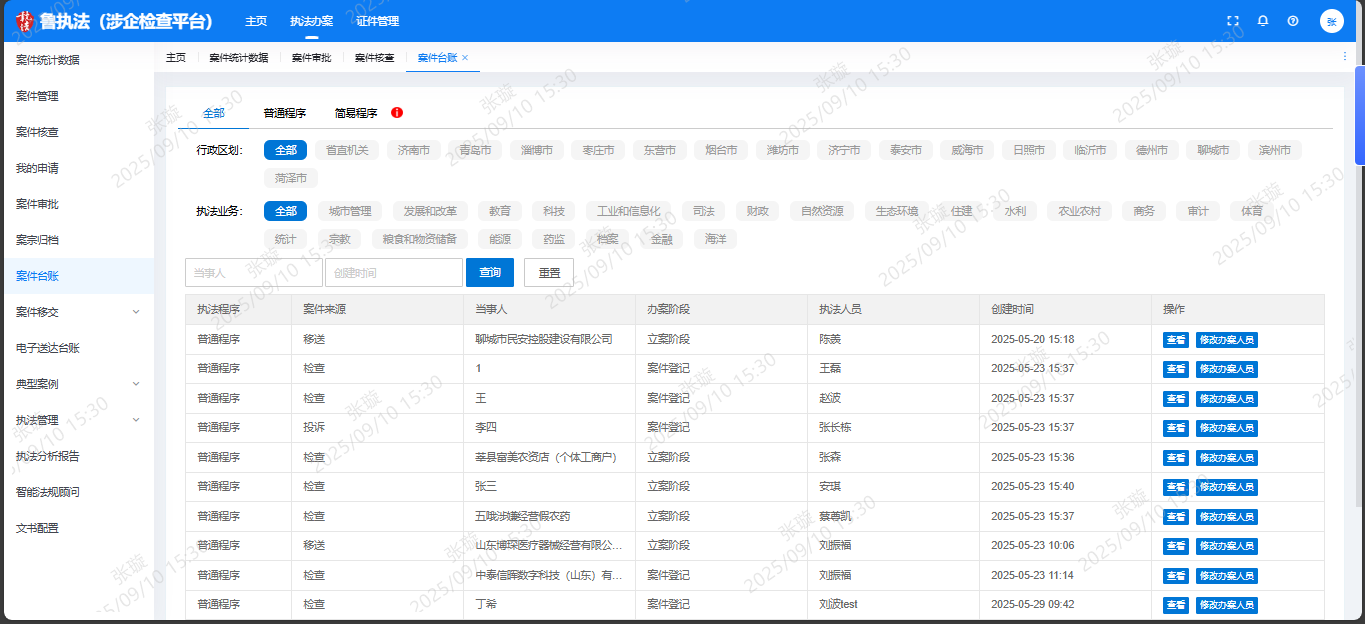 鲁执法（涉企检查平台） 主页 执法办案 证件管理 张
案件统计数据
案件管理
案件核查
我的申请
案件审批
案宗归档
案件台账
案件移交
电子送达台账
典型案例
执法管理
执法分析报告
智能法规顾问
文书配置
主页 案件统计数据 案件审批 案件核查 案件台账 ×
全部 普通程序 简易程序
行政区划: 全部 省直机关 济南市 青岛市 淄博市 枣庄市 东营市 烟台市 潍坊市 济宁市 泰安市 威海市 日照市 临沂市 德州市 聊城市 滨州市
菏泽市
执法业务: 全部 城市管理 发展和改革 教育 科技 工业和信息化 司法 财政 自然资源 生态环境 住建 水利 农业农村 商务 审计 体育
统计 宗教 粮食和物资储备 能源 药监 档案 金融 海洋
当事人 创建时间 查询 重置
执法程序 案件来源 当事人 办案阶段 执法人员 创建时间 操作
普通程序 移送 聊城市民安控股建设有限公司 立案阶段 陈羡 2025-05-20 15:18 查看 修改办案人员
普通程序 检查 1 案件登记 王磊 2025-05-23 15:37 查看 修改办案人员
普通程序 检查 王 案件登记 赵波 2025-05-23 15:37 查看 修改办案人员
普通程序 投诉 李四 案件登记 张长栋 2025-05-23 15:37 查看 修改办案人员
普通程序 检查 莘县富美农资店（个体工商户） 立案阶段 张森 2025-05-23 15:36 查看 修改办案人员
普通程序 检查 张三 立案阶段 安琪 2025-05-23 15:40 查看 修改办案人员
普通程序 检查 五哦涉嫌经营假农药 立案阶段 蔡尊凯 2025-05-23 15:37 查看 修改办案人员
普通程序 移送 山东博琛医疗器械经营有限公... 立案阶段 刘振福 2025-05-23 10:06 查看 修改办案人员
普通程序 检查 中泰信晖数字科技（山东）有... 案件登记 刘振福 2025-05-23 11:14 查看 修改办案人员
普通程序 检查 丁希 案件登记 刘波test 2025-05-29 09:42 查看 修改办案人员
张璇
2025/09/10 15:30